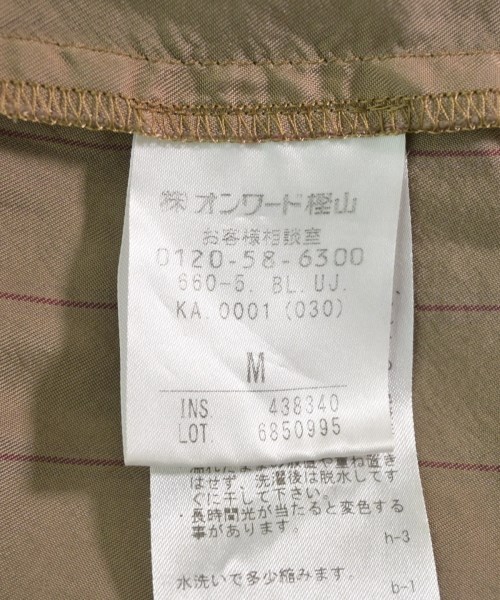 ㈱オンワード樫山
お客様相談室
0120-58-6300
660-5. BL. UJ.
KA. 0001 (030)
M
INS. 438340
LOT. 6850995
はせず、洗濯後は脱水してす
ぐに干して下さい。
・長時間光が当たると変色する
事があります。
h-3
水洗いで多少縮みます。
b-1